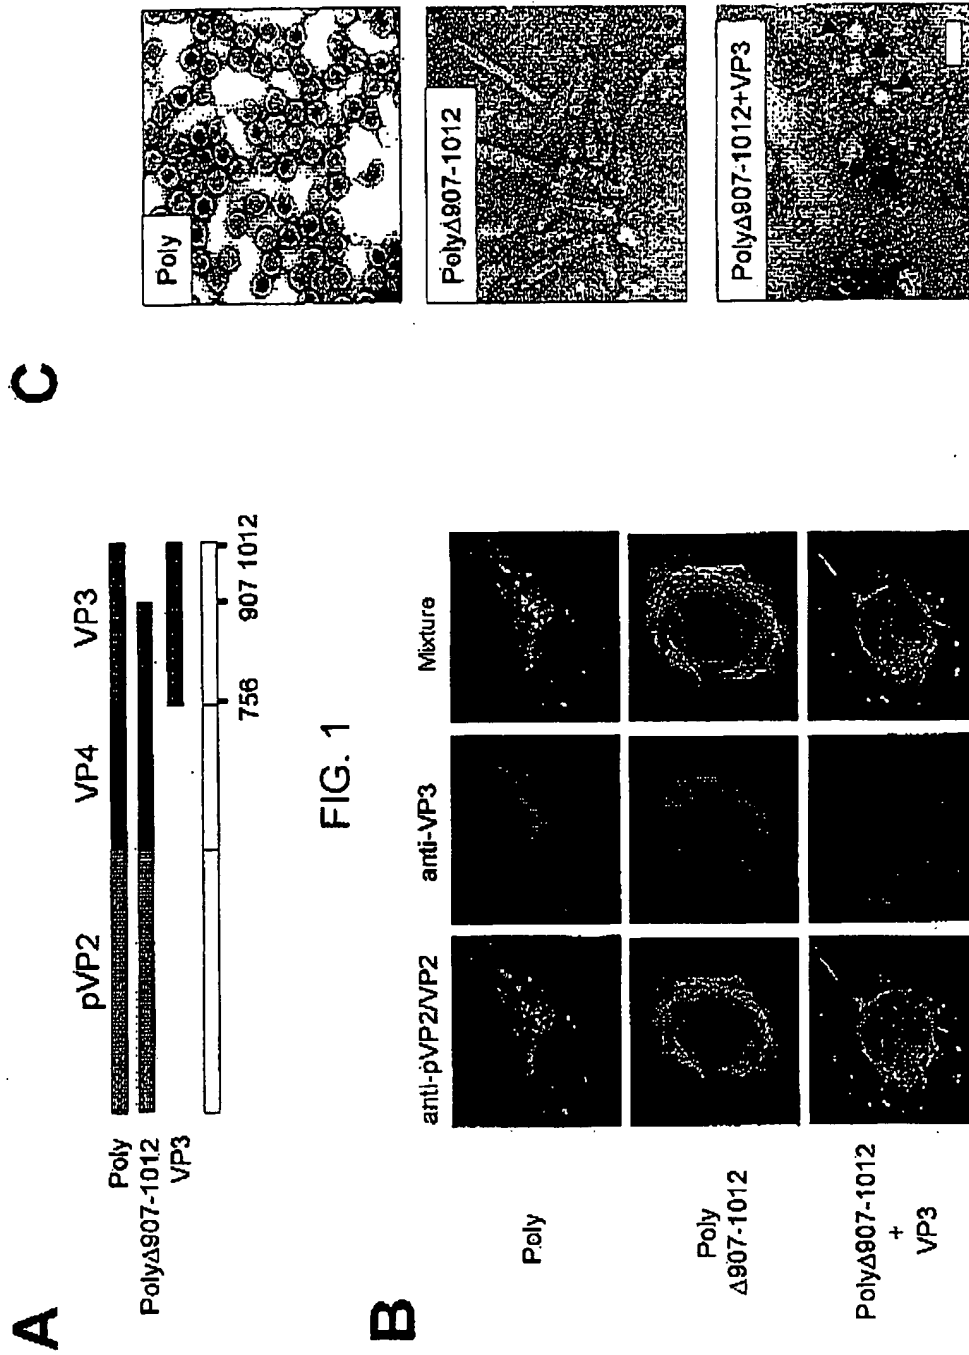 A
pVP2 VP4 VP3
Poly
PolyΔ907-1012
VP3
756 907 1012
FIG. 1
B
anti-pVP2/VP2 anti-VP3 Mixture
Poly
Poly
Δ907-1012
PolyΔ907-1012
+
VP3
C
Poly
PolyΔ907-1012
PolyΔ907-1012+VP3